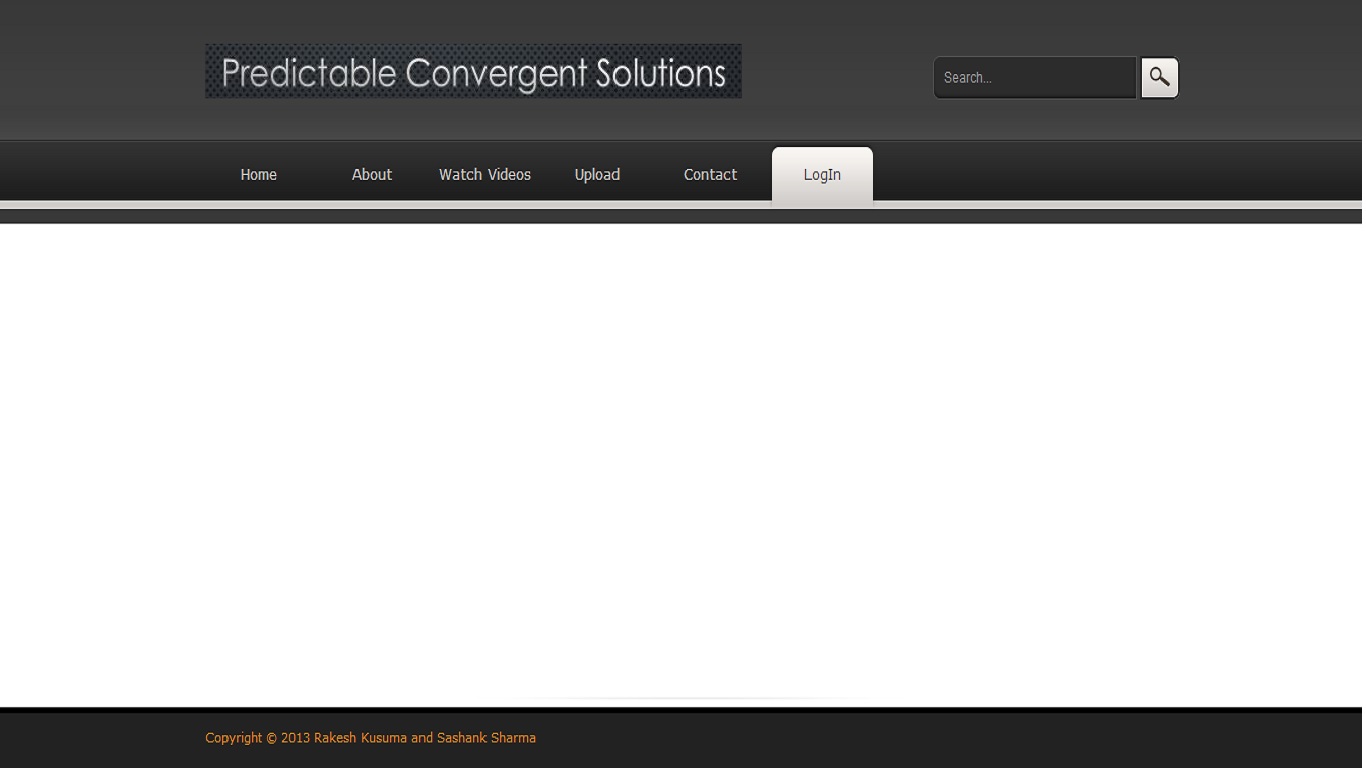 Predictable Convergent Solutions
Search...
Home About Watch Videos Upload Contact LogIn
Copyright © 2013 Rakesh Kusuma and Sashank Sharma